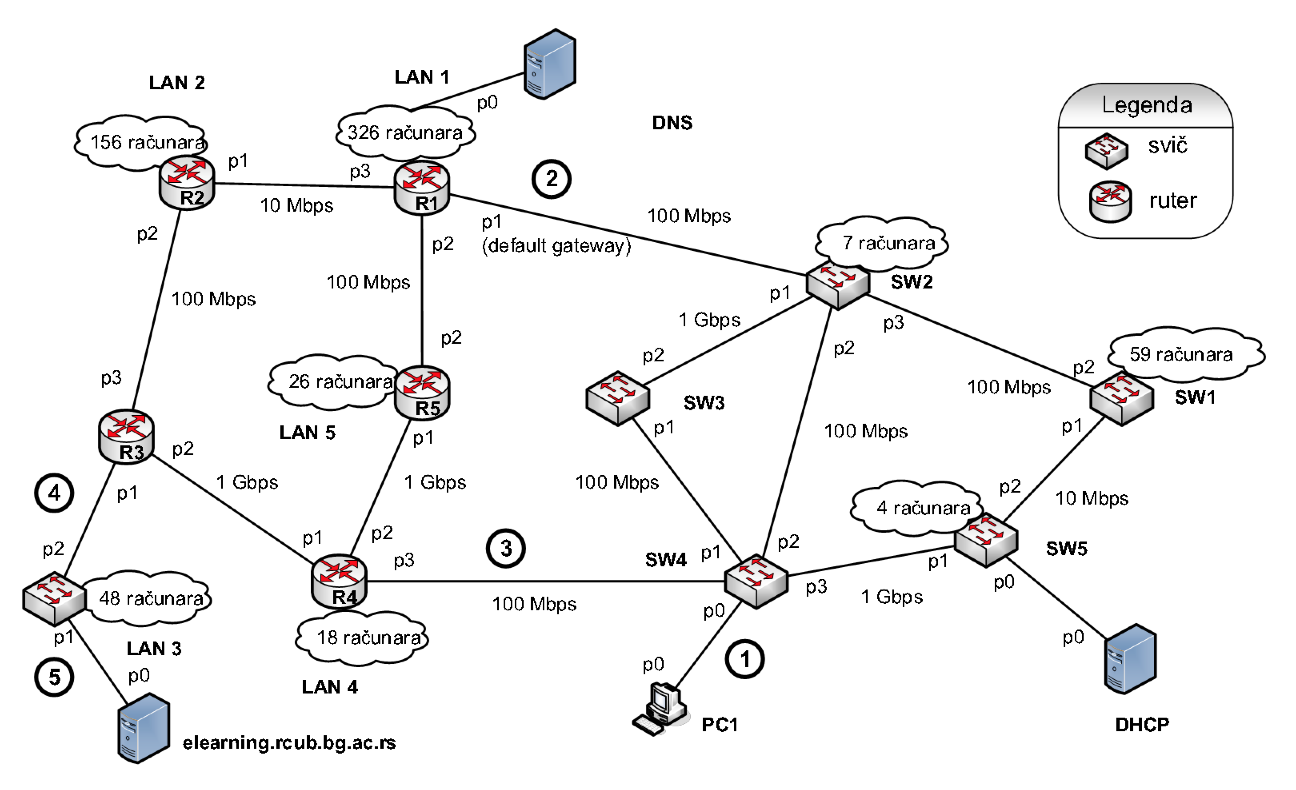 LAN 2
LAN 1
p0
DNS
Legenda
svič
ruter
156 računara
326 računara
R2
p1
p3
R1
10 Mbps
2
p1
(default gateway)
100 Mbps
p2
p2
100 Mbps
100 Mbps
7 računara
SW2
p1
p2
p3
1 Gbps
p2
SW3
p1
100 Mbps
59 računara
p2
SW1
p1
100 Mbps
100 Mbps
p3
R3
p2
p1
4
p2
26 računara
R5
LAN 5
p1
1 Gbps
1 Gbps
4 računara
p2
10 Mbps
SW5
p1
p0
p1
p2
p3
R4
3
100 Mbps
SW4
p1
p2
p3
p0
1 Gbps
48 računara
p1
LAN 3
5
p0
18 računara
LAN 4
1
p0
PC1
p0
DHCP
elearning.rcub.bg.ac.rs